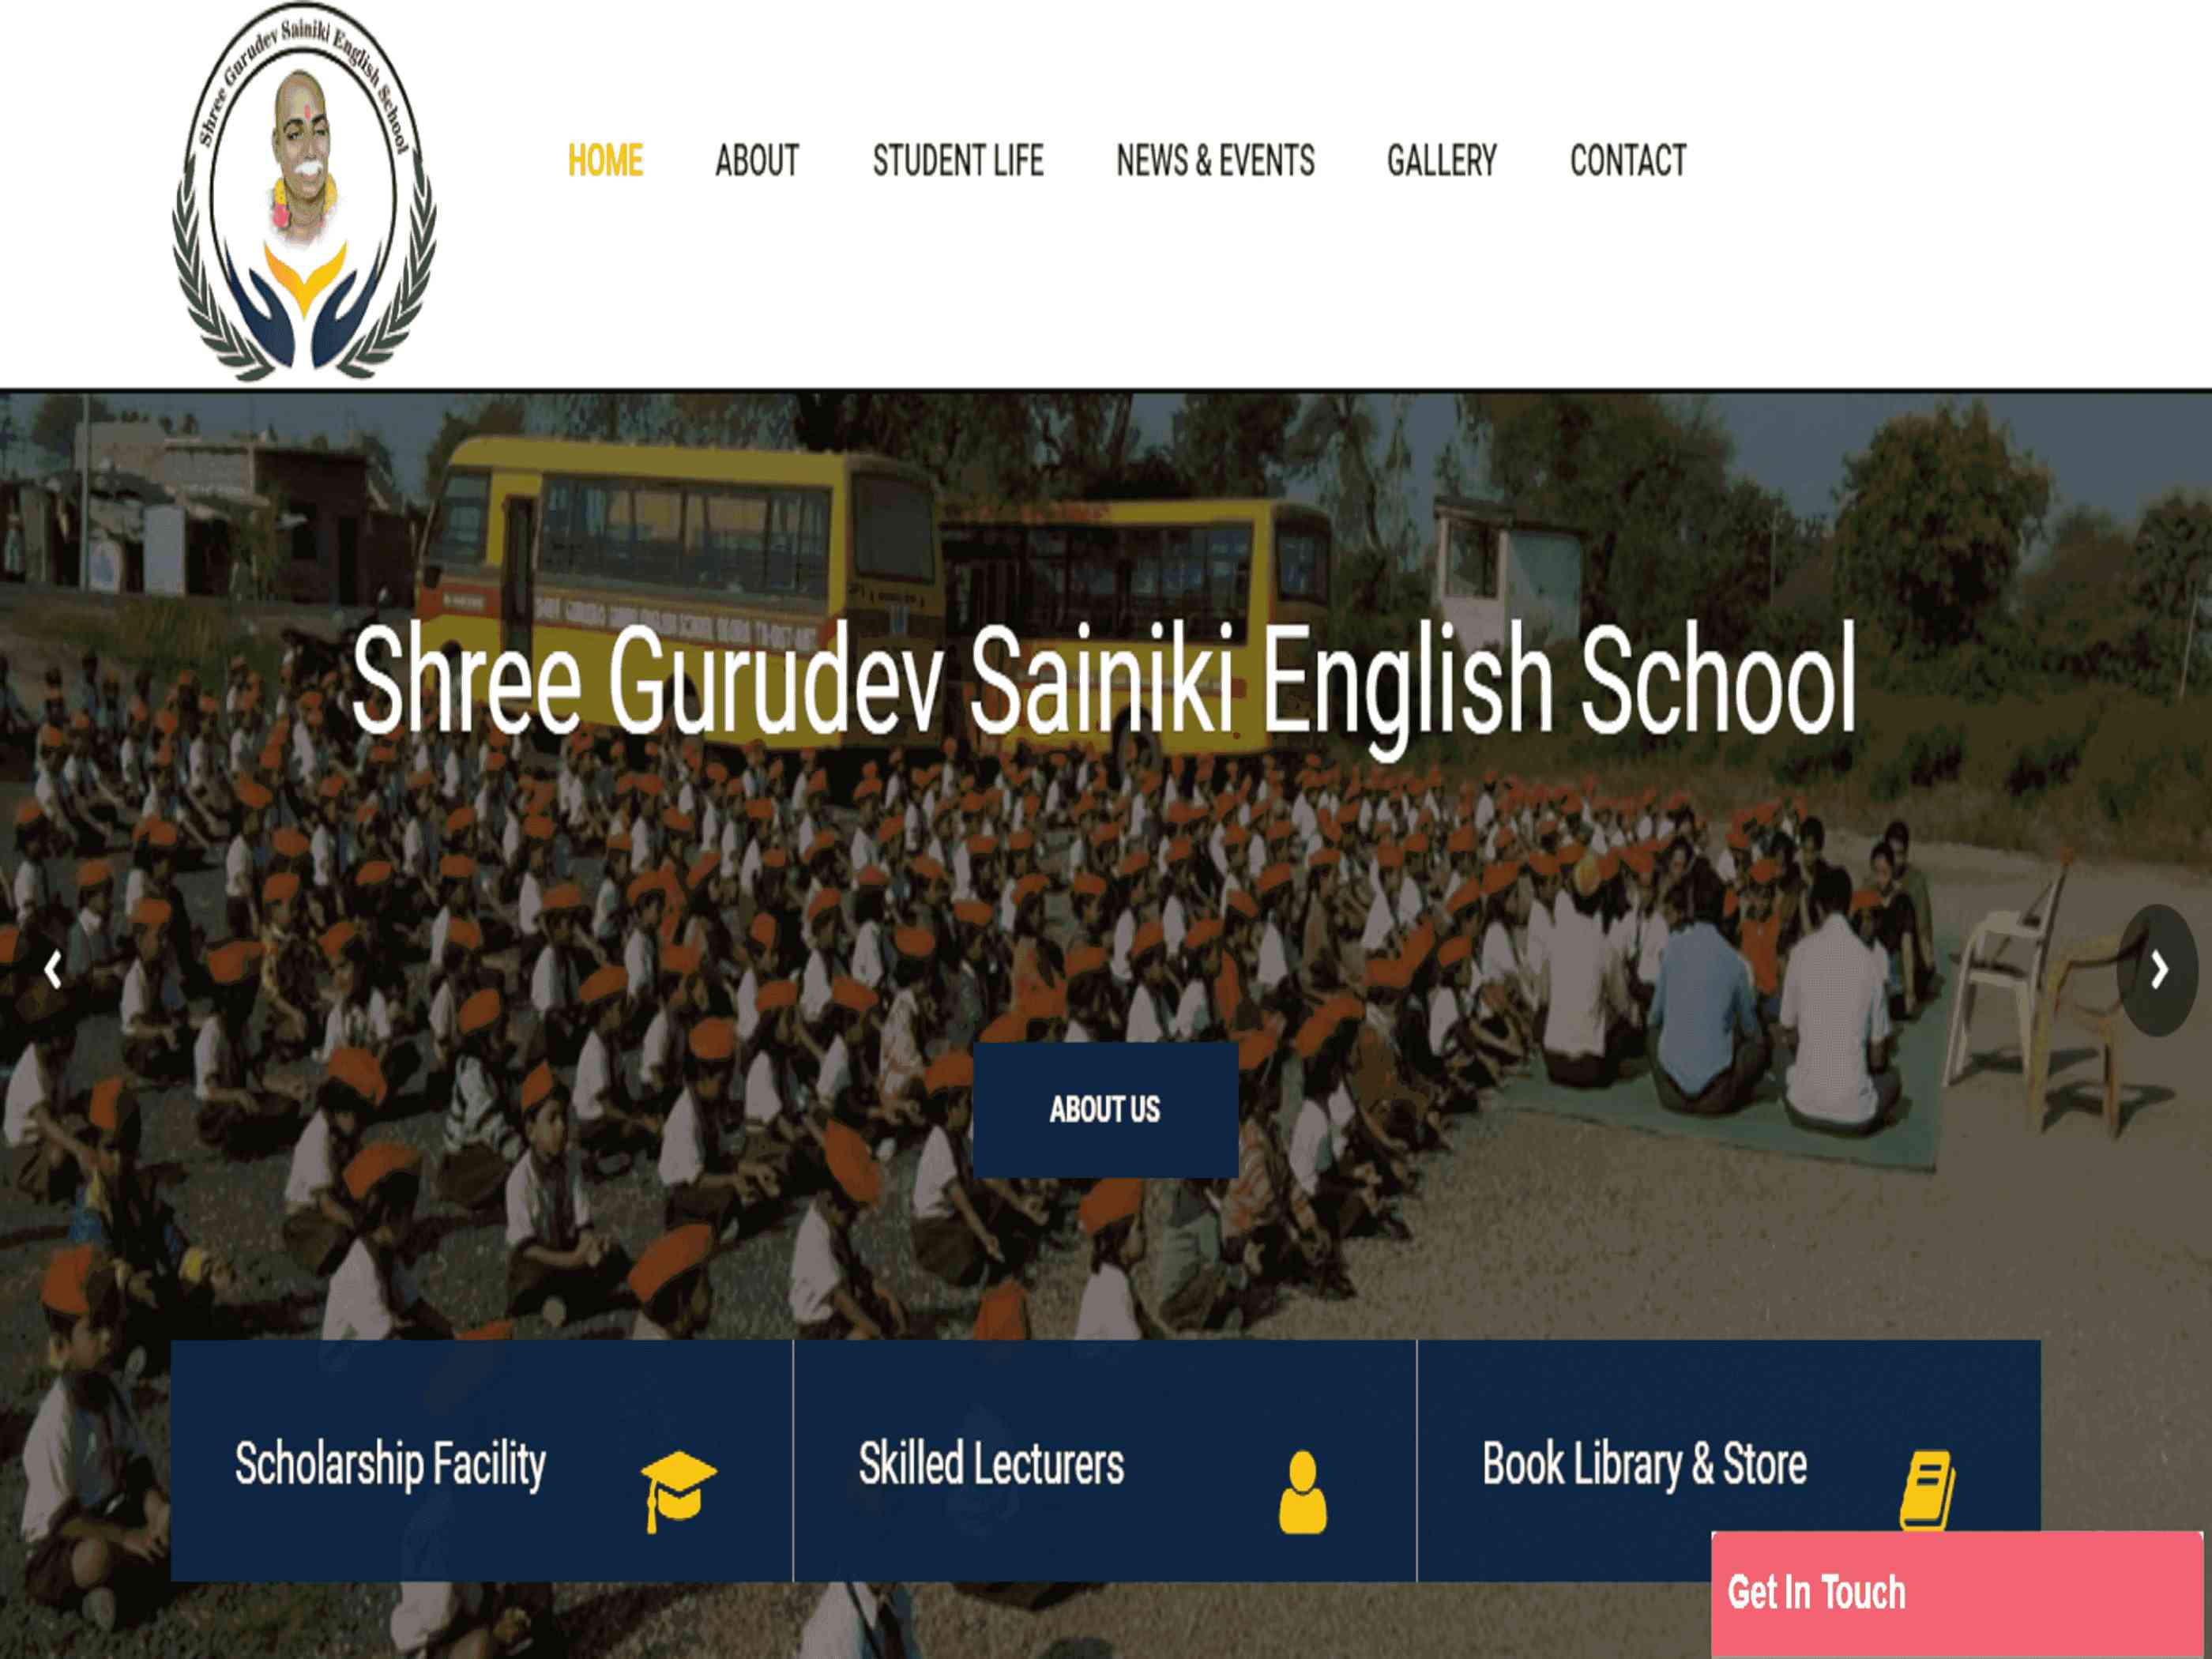 Shree Gurudev Sainiki English School
HOME
ABOUT
STUDENT LIFE
NEWS & EVENTS
GALLERY
CONTACT
Shree Gurudev Sainiki English School
ABOUT US
Scholarship Facility
Skilled Lecturers
Book Library & Store
Get In Touch